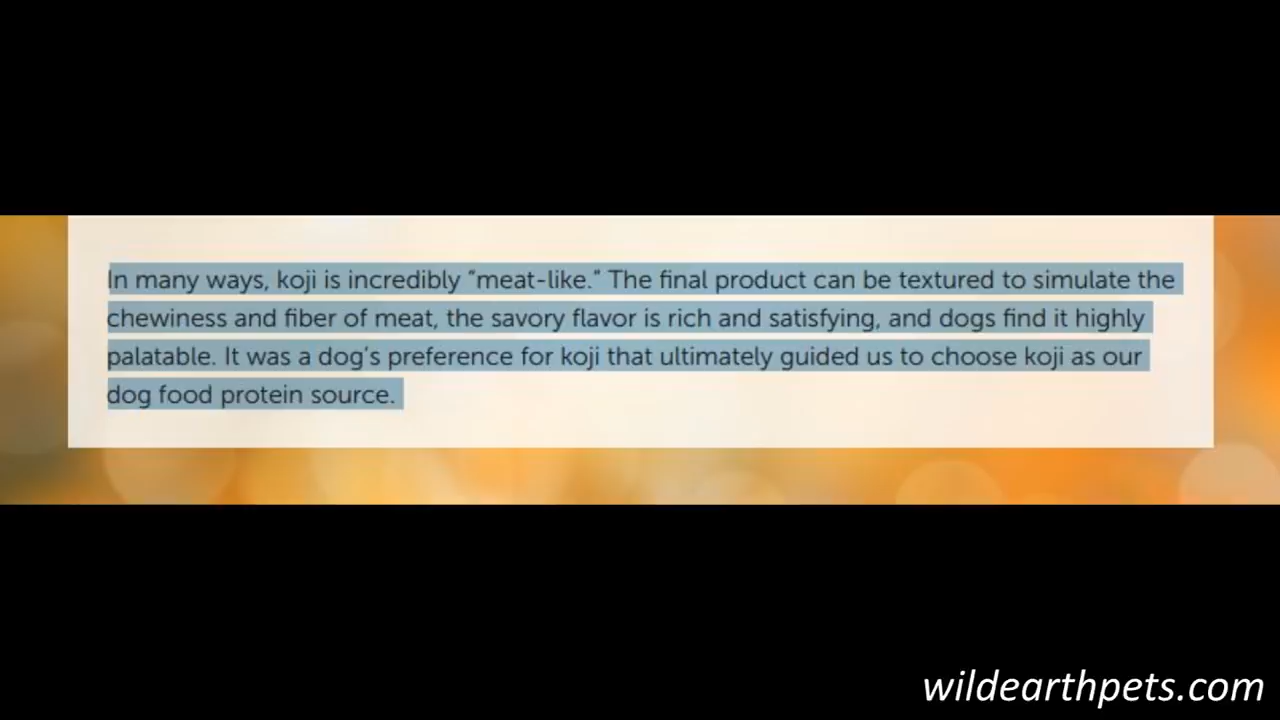 In many ways, koji is incredibly “meat-like.” The final product can be textured to simulate the
chewiness and fiber of meat, the savory flavor is rich and satisfying, and dogs find it highly
palatable. It was a dog’s preference for koji that ultimately guided us to choose koji as our
dog food protein source.
wildearthpets.com